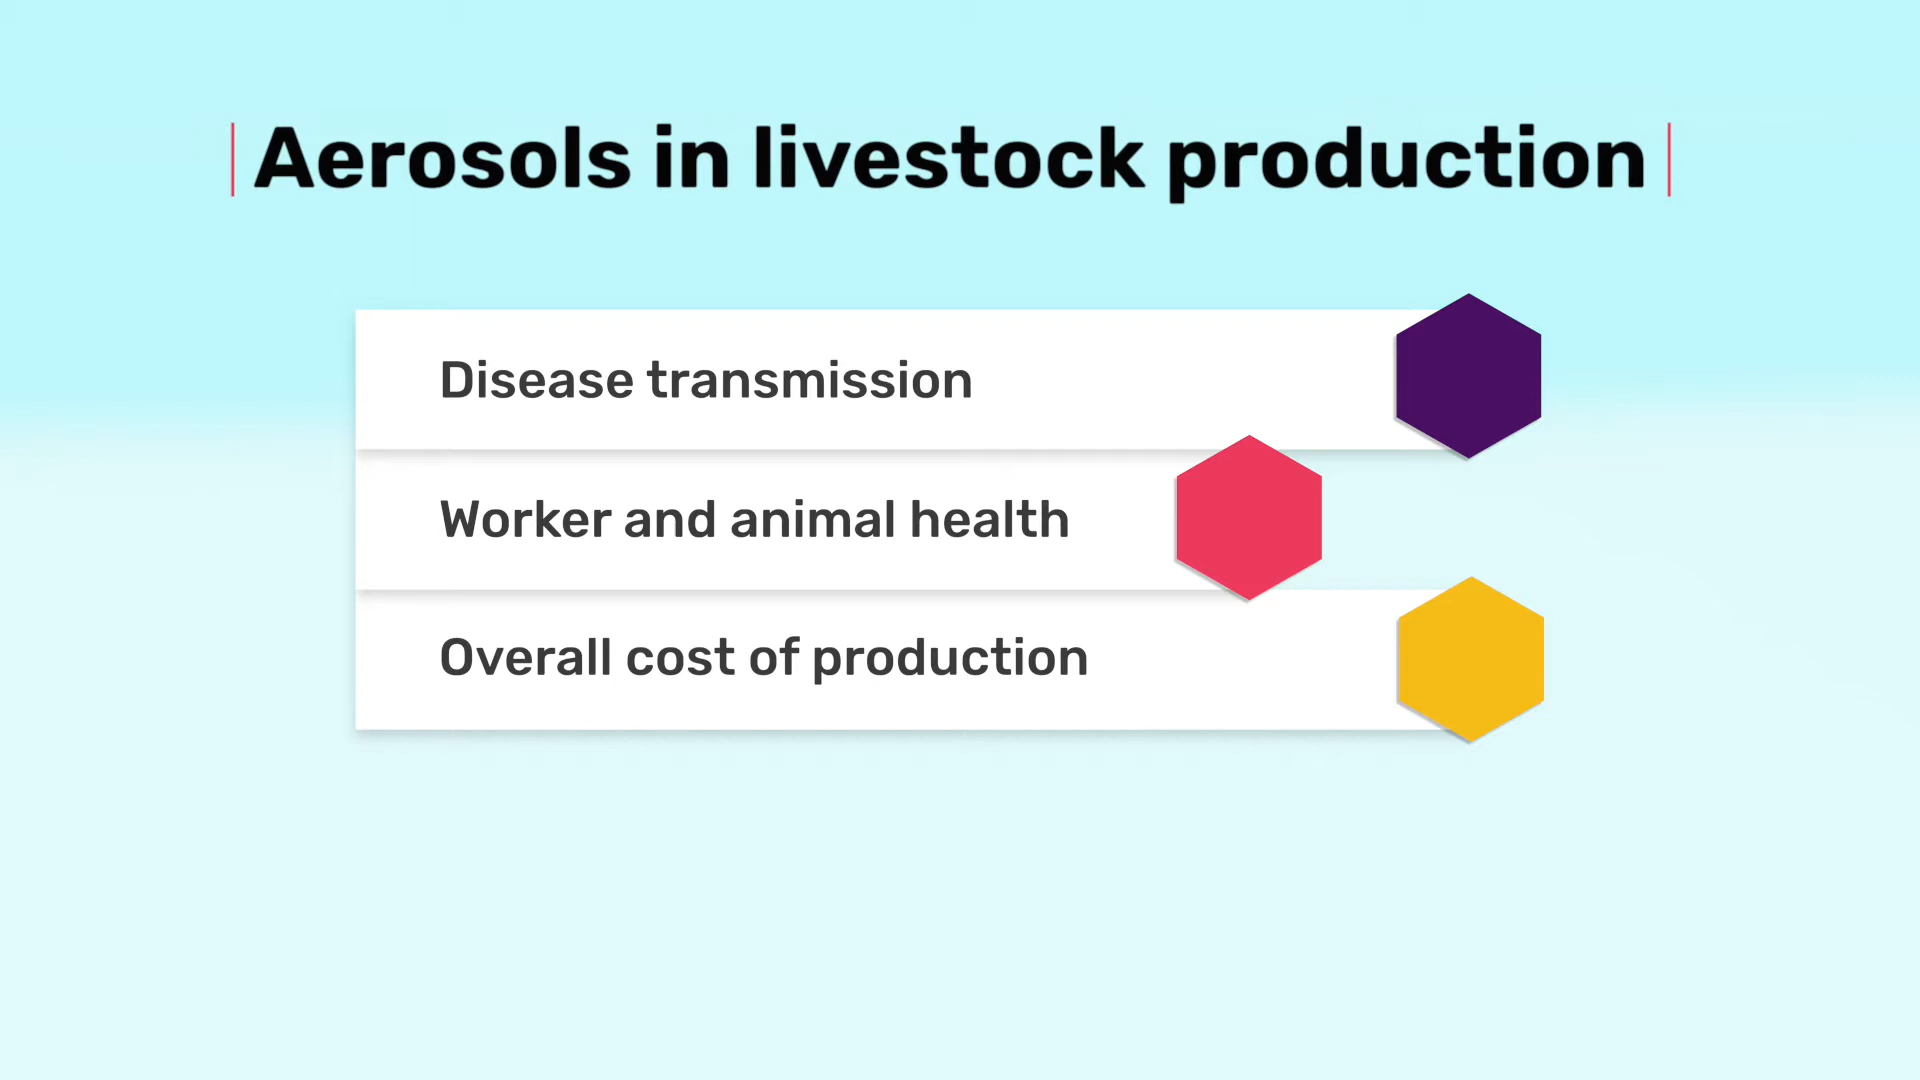 Aerosols in livestock production
Disease transmission
Worker and animal health
Overall cost of production